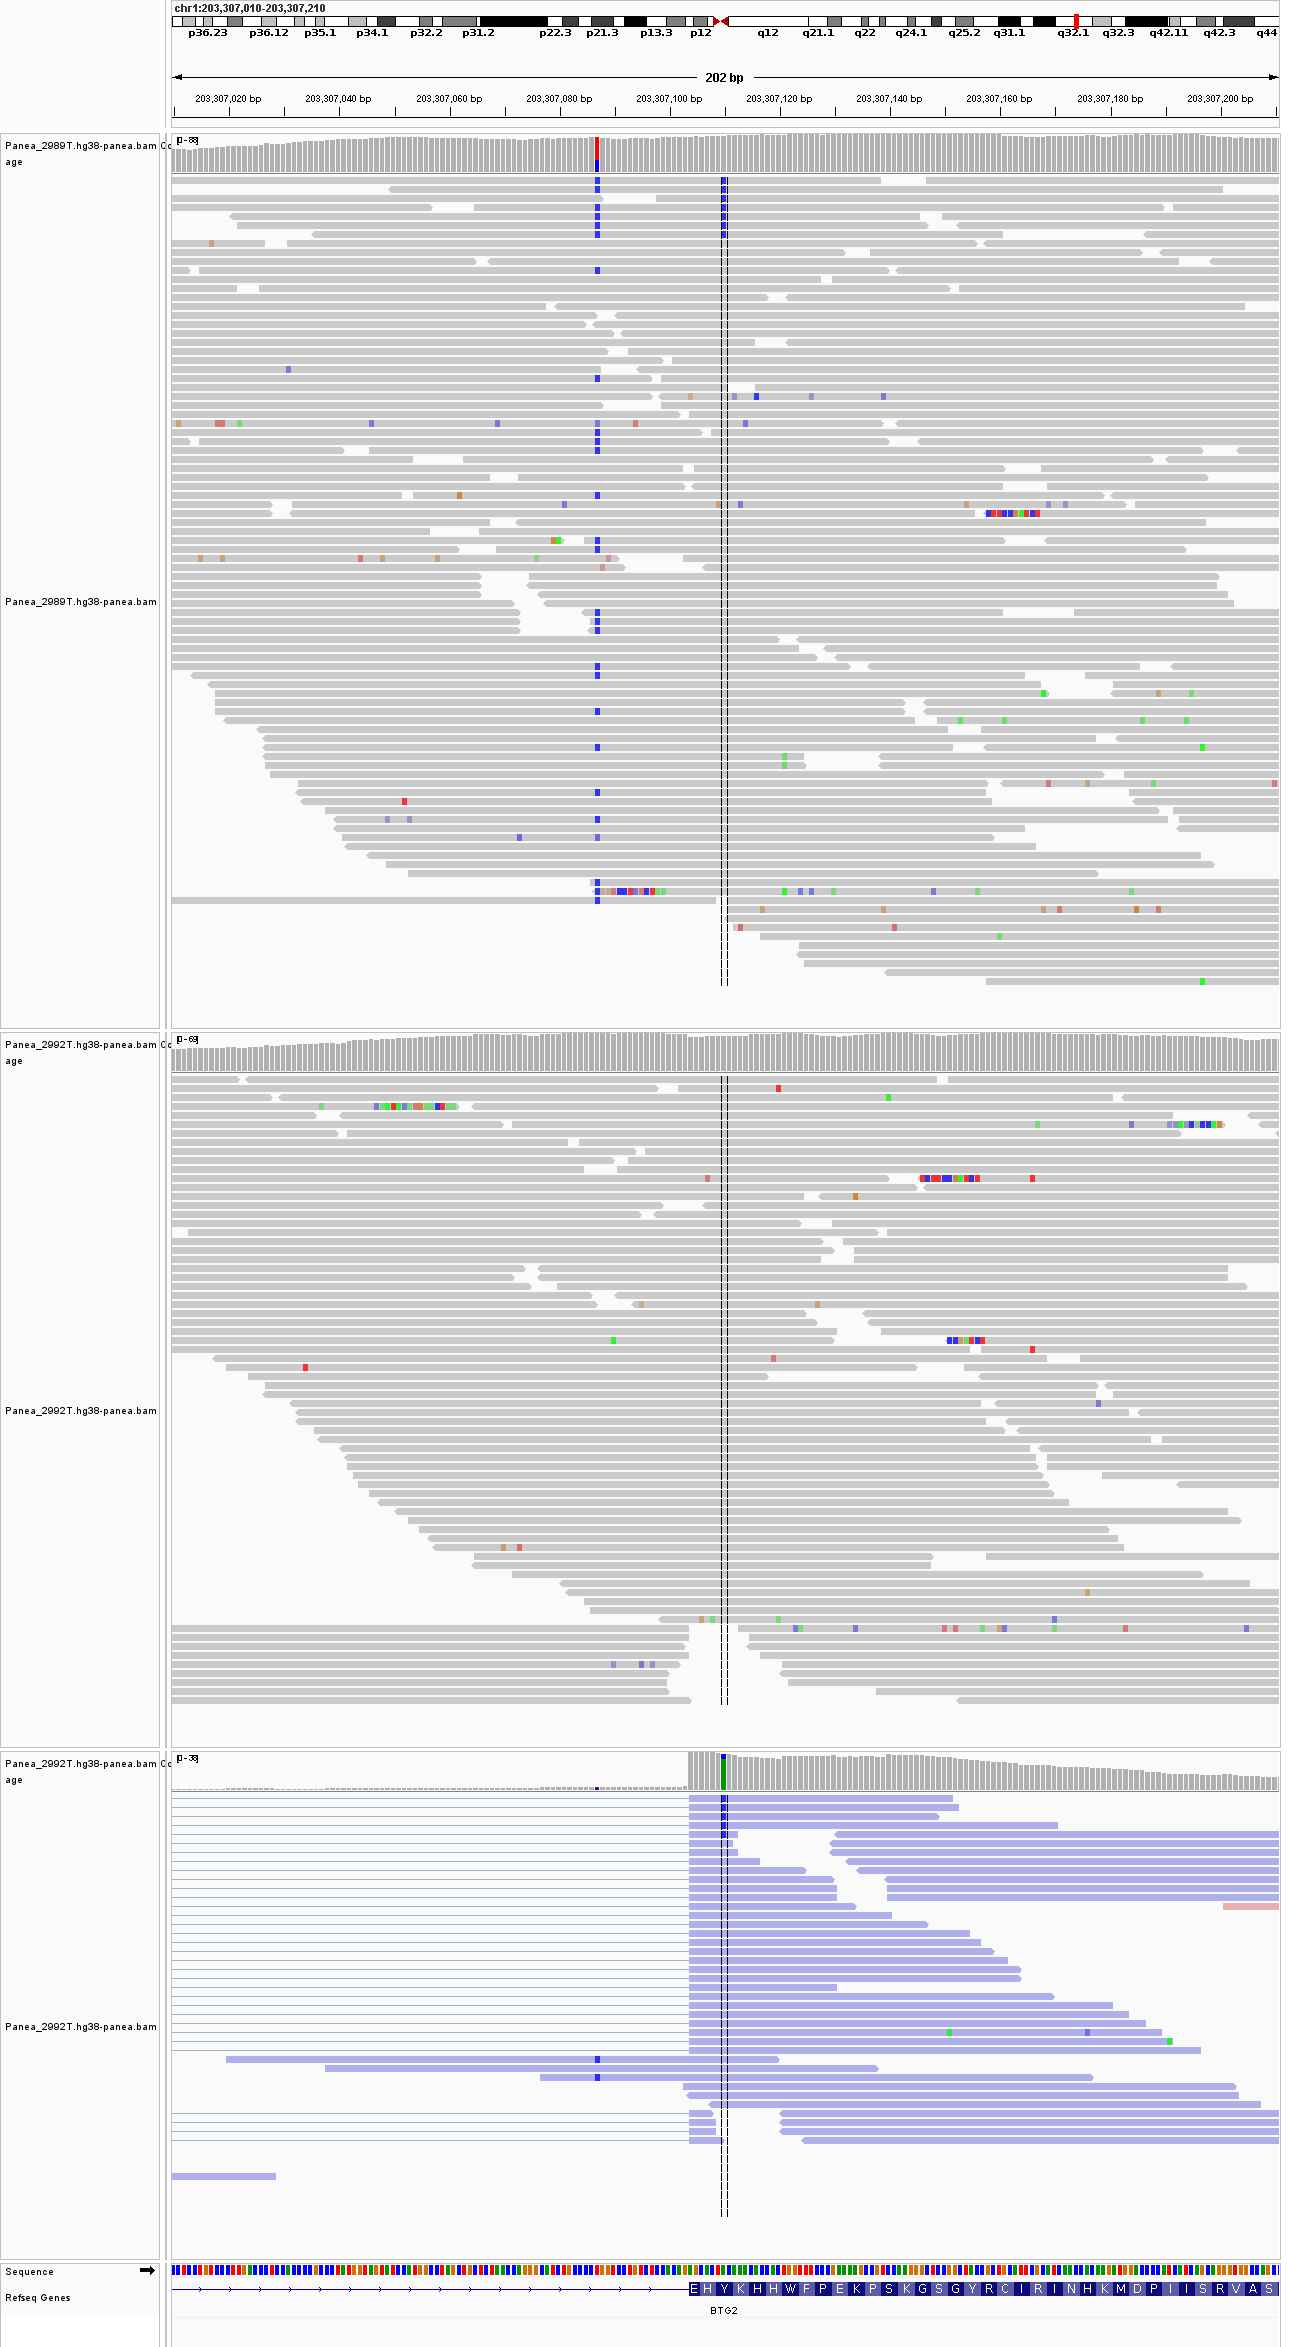 chr1:203,307,010-203,307,210
p36.23 p36.12 p35.1 p34.1 p32.2 p31.2 p22.3 p21.3 p13.3 p12 q12 q21.1 q22 q24.1 q25.2 q31.1 q32.1 q32.3 q42.11 q42.3 q44
202 bp
203,307,020 bp 203,307,040 bp 203,307,060 bp 203,307,080 bp 203,307,100 bp 203,307,120 bp 203,307,140 bp 203,307,160 bp 203,307,180 bp 203,307,200 bp
[0-88]
Panea_2989T.hg38-panea.bam Co
age
Panea_2989T.hg38-panea.bam
[0-69]
Panea_2992T.hg38-panea.bam Co
age
Panea_2992T.hg38-panea.bam
[0-38]
Panea_2992T.hg38-panea.bam Co
age
Panea_2992T.hg38-panea.bam
Sequence
Refseq Genes
E H Y K H H W F P E K P S K G S G Y R C I R I N H K M D P I I S R V A S
BTG2